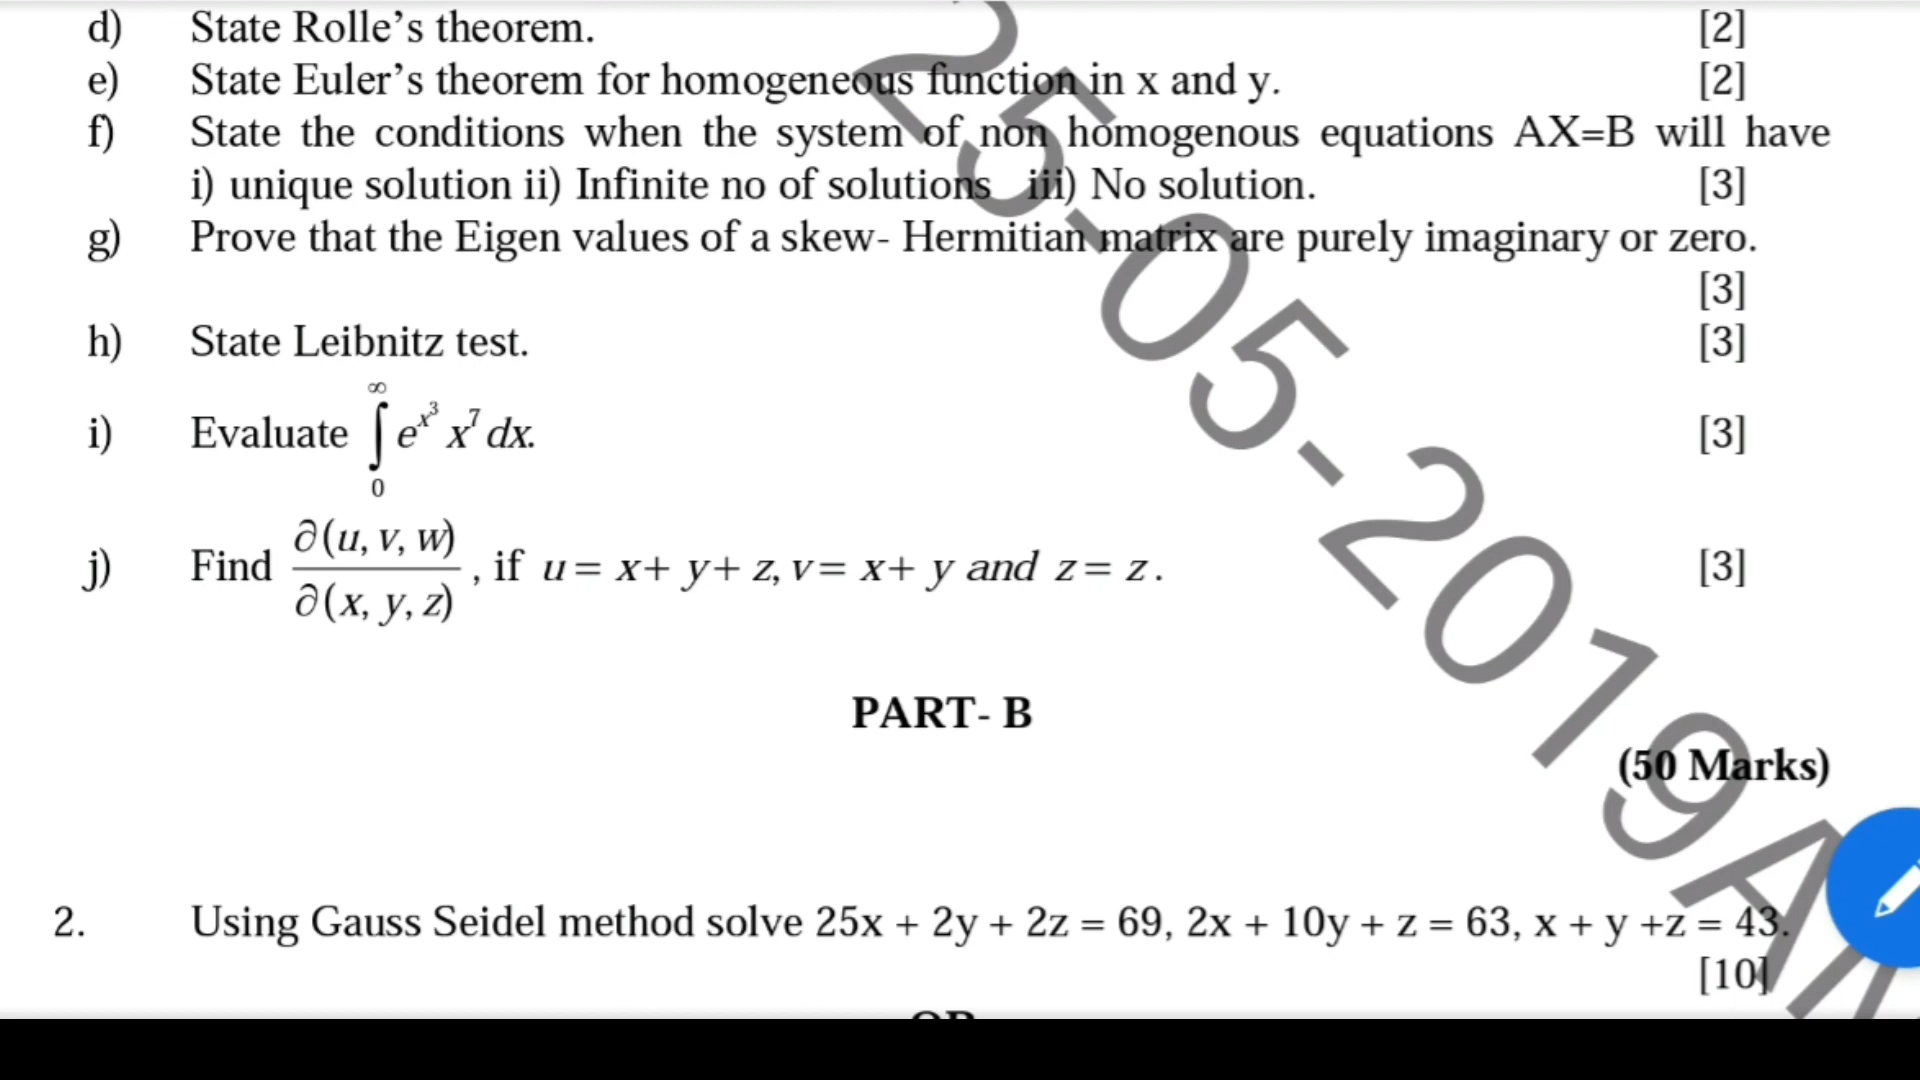 d) State Rolle’s theorem. [2]
e) State Euler’s theorem for homogeneous function in x and y. [2]
f) State the conditions when the system of non homogenous equations AX=B will have
i) unique solution ii) Infinite no of solutions iii) No solution. [3]
g) Prove that the Eigen values of a skew- Hermitian matrix are purely imaginary or zero.
[3]
h) State Leibnitz test. [3]
i) Evaluate ∫₀^∞ e^{x³} x⁷ dx. [3]
j) Find ∂(u, v, w)/∂(x, y, z), if u = x+ y+ z, v= x+ y and z= z. [3]
PART- B
(50 Marks)
2. Using Gauss Seidel method solve 25x + 2y + 2z = 69, 2x + 10y + z = 63, x + y +z = 43.
[10]
25-05-2019A